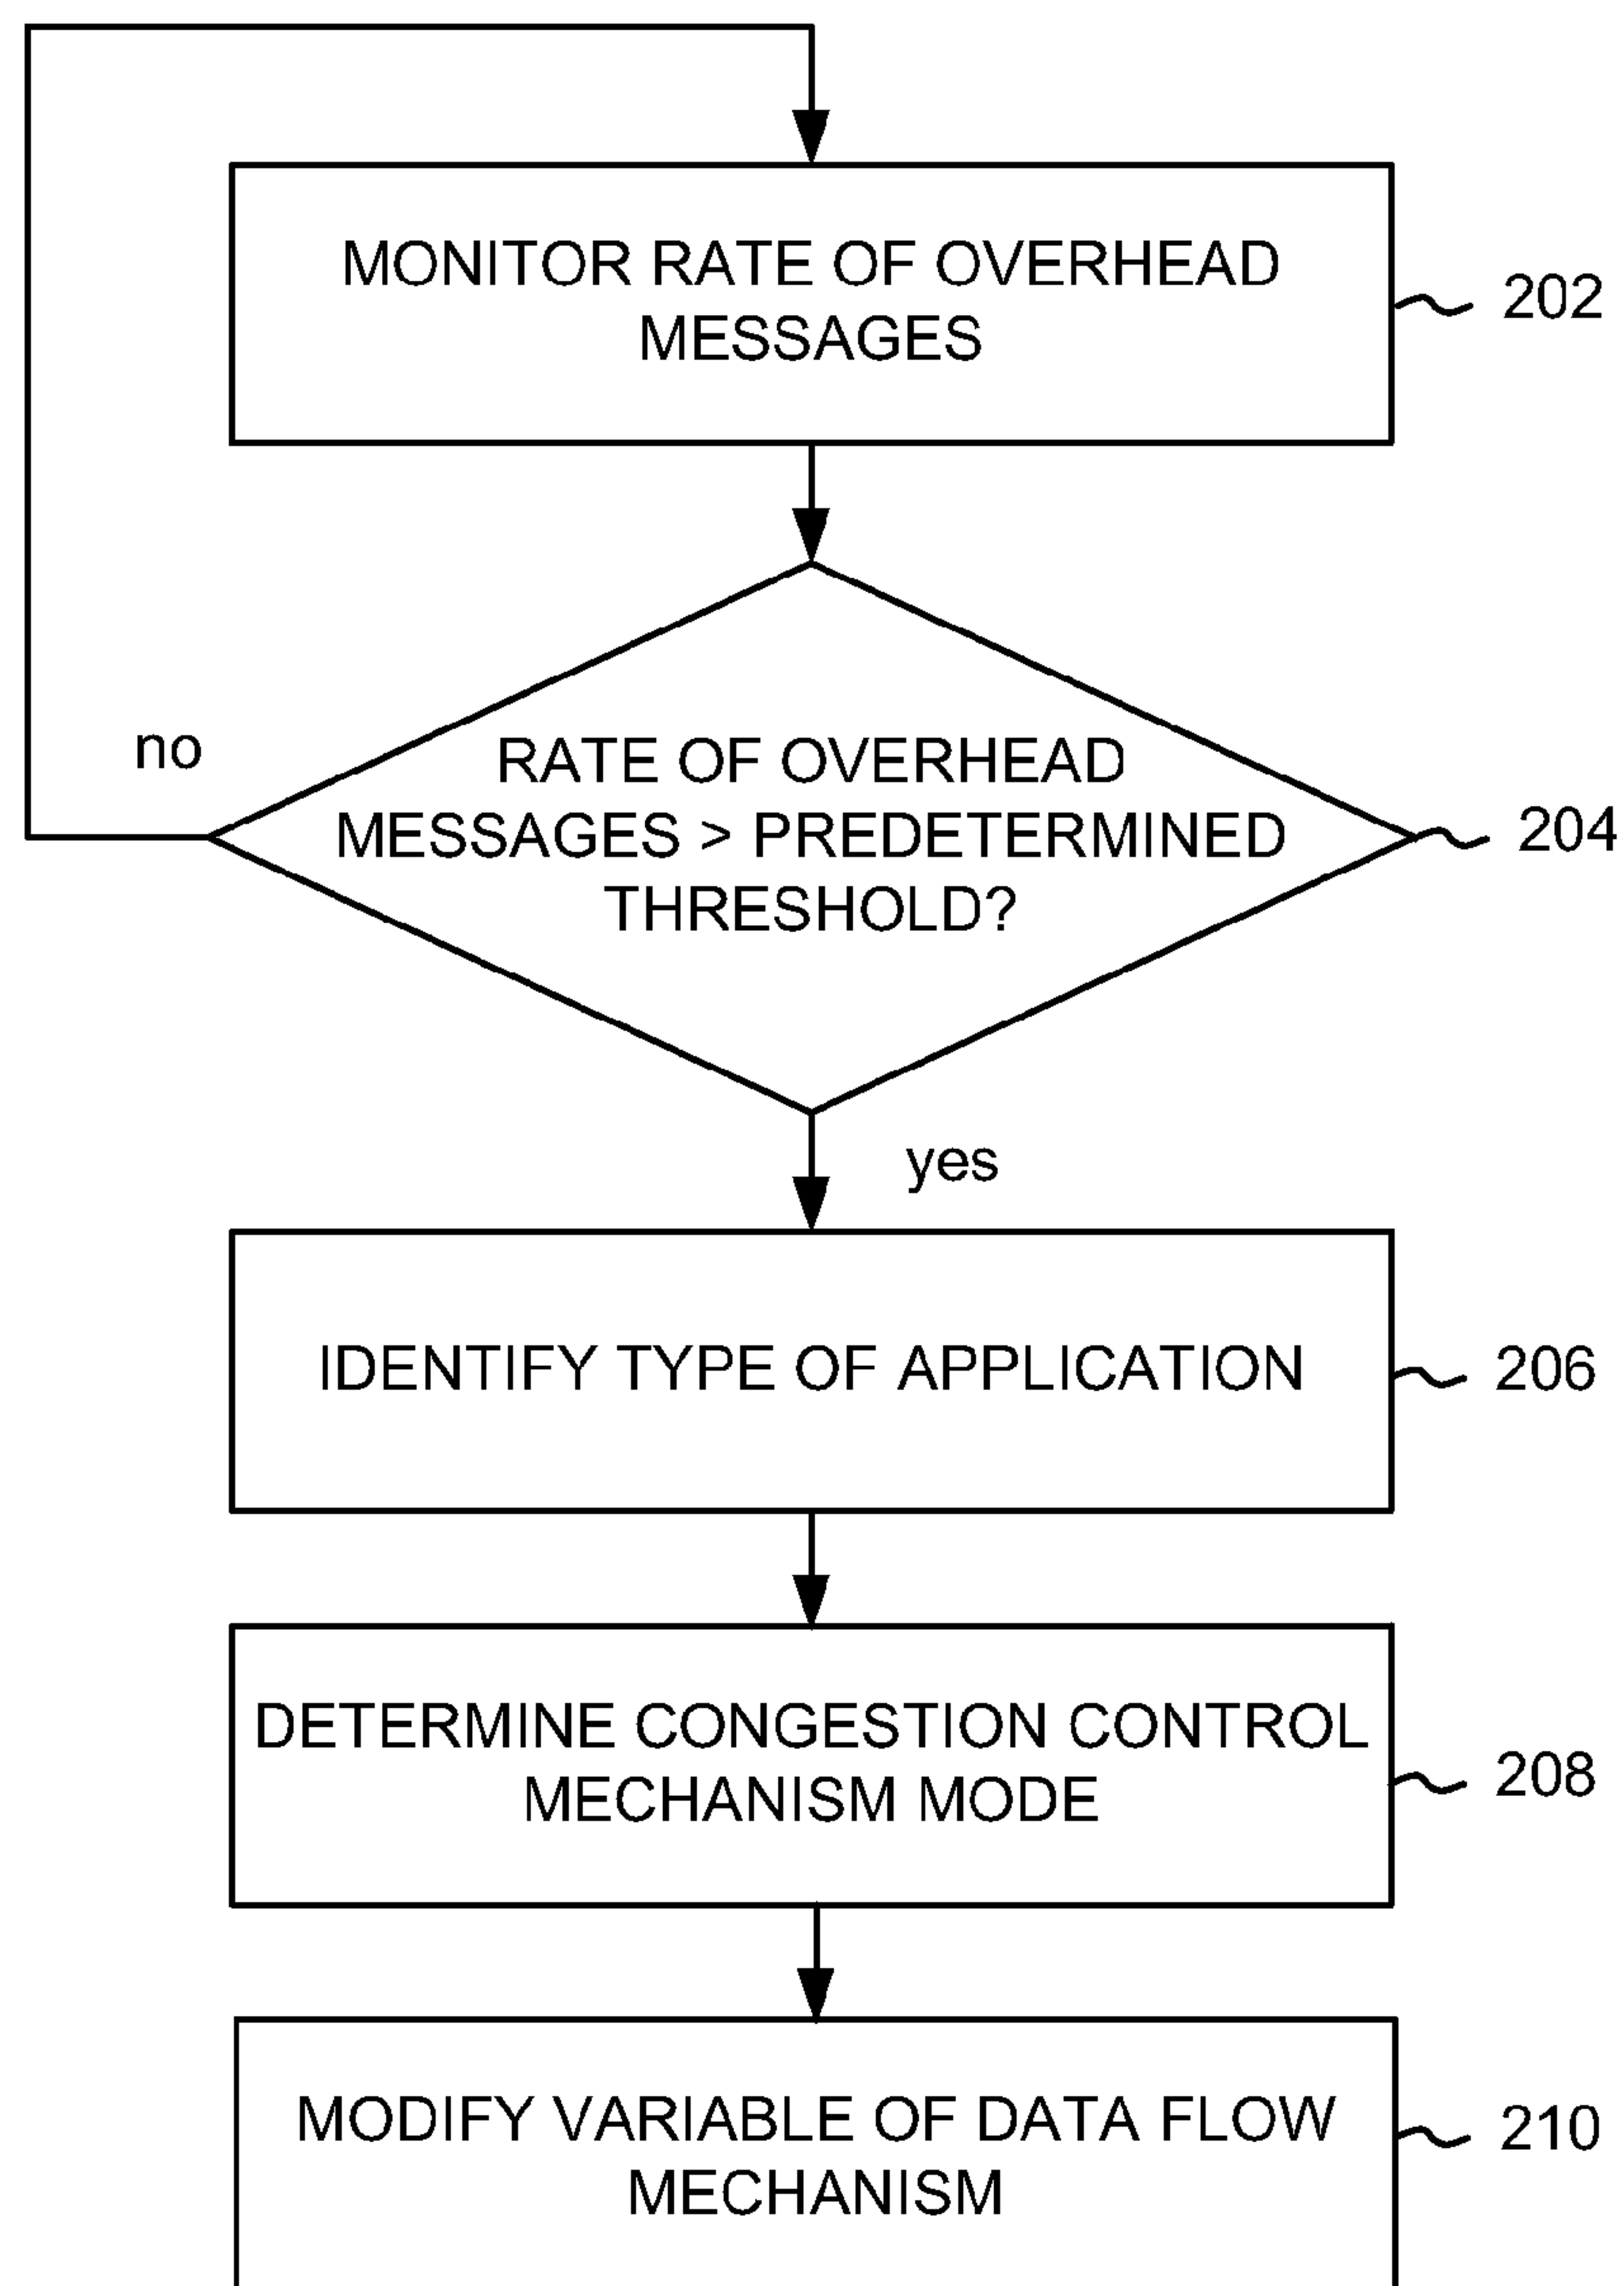 MONITOR RATE OF OVERHEAD
MESSAGES
202
no
RATE OF OVERHEAD
MESSAGES > PREDETERMINED
THRESHOLD?
204
yes
IDENTIFY TYPE OF APPLICATION
206
DETERMINE CONGESTION CONTROL
MECHANISM MODE
208
MODIFY VARIABLE OF DATA FLOW
MECHANISM
210